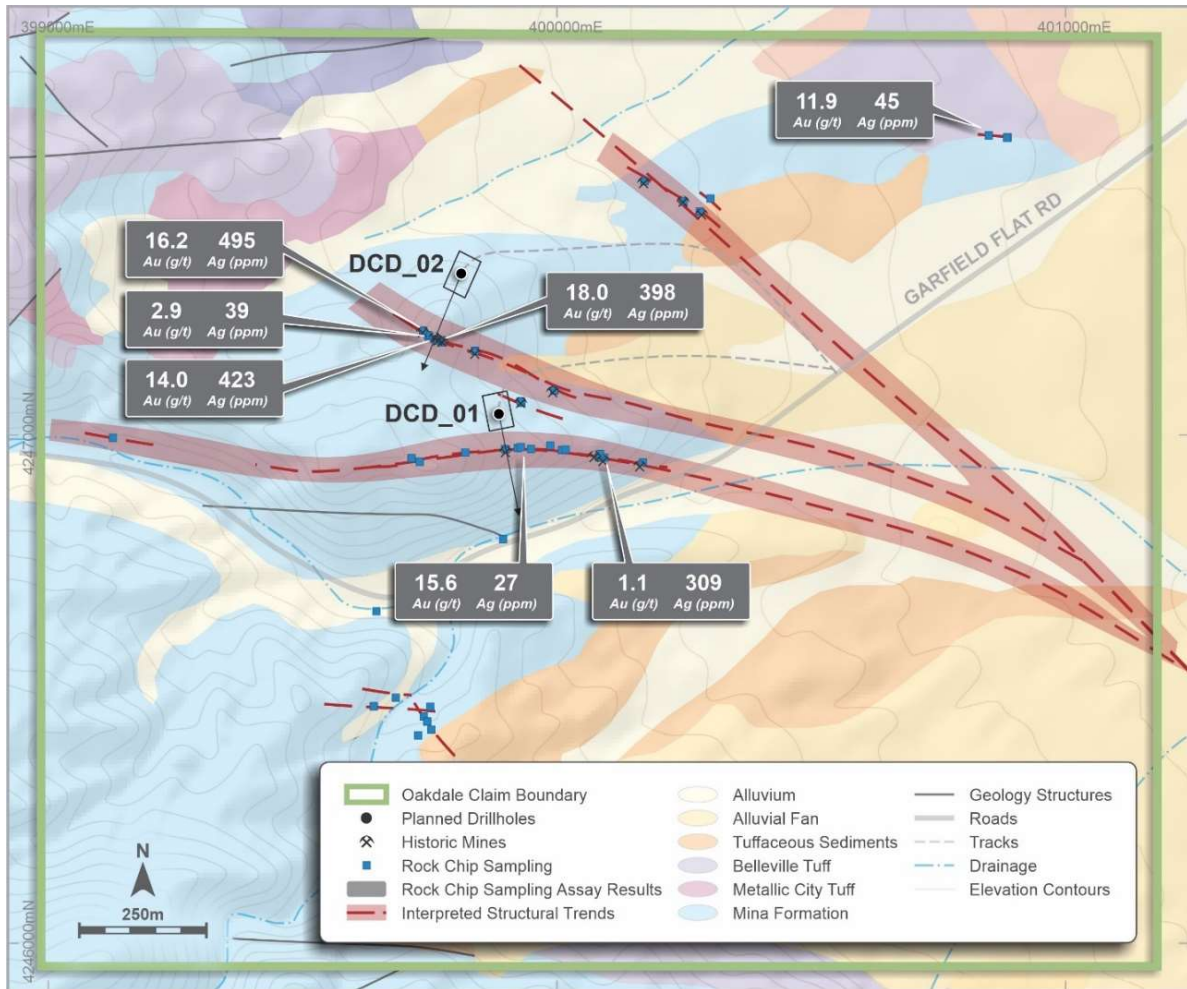 399000mE
400000mE
401000mE
11.9 45
Au (g/t) Ag (ppm)
GARFIELD FLAT RD
16.2 495
Au (g/t) Ag (ppm)
DCD_02
18.0 398
Au (g/t) Ag (ppm)
2.9 39
Au (g/t) Ag (ppm)
14.0 423
Au (g/t) Ag (ppm)
DCD_01
4247000mN
15.6 27
Au (g/t) Ag (ppm)
1.1 309
Au (g/t) Ag (ppm)
N
250m
4246000mN
Oakdale Claim Boundary
Planned Drillholes
Historic Mines
Rock Chip Sampling
Rock Chip Sampling Assay Results
Interpreted Structural Trends
Alluvium
Alluvial Fan
Tuffaceous Sediments
Belleville Tuff
Metallic City Tuff
Mina Formation
Geology Structures
Roads
Tracks
Drainage
Elevation Contours